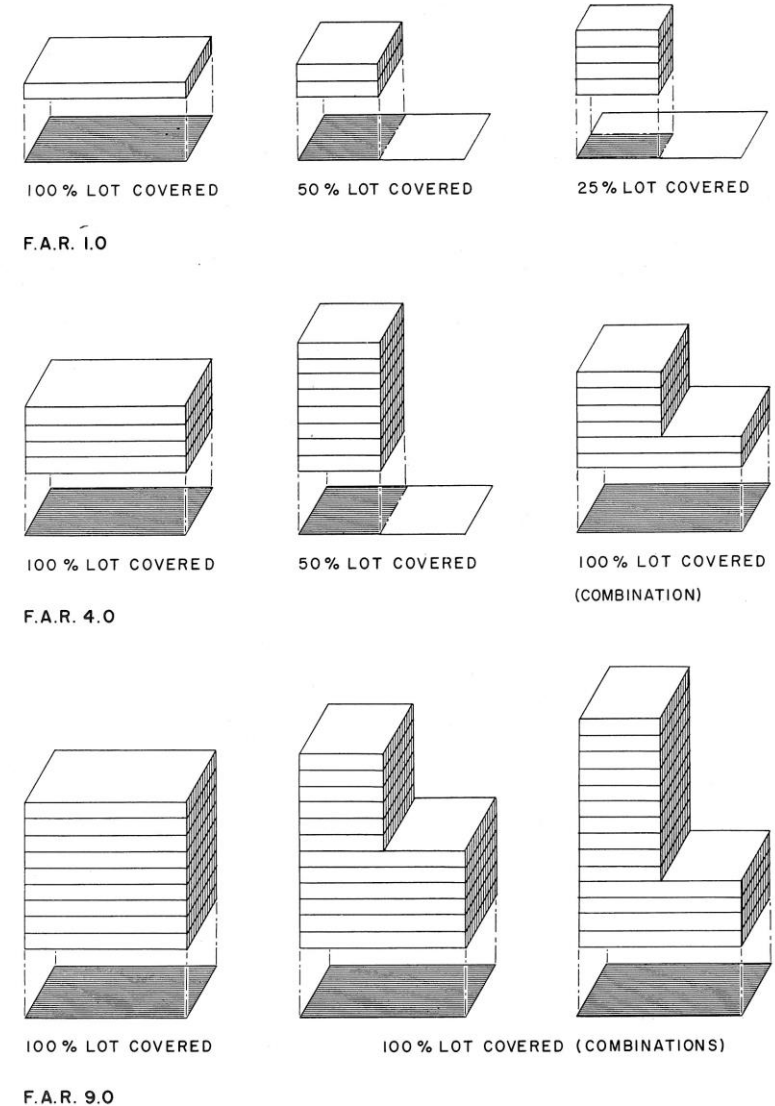 100 % LOT COVERED
50 % LOT COVERED
25 % LOT COVERED
F.A.R. 1.0
100 % LOT COVERED
50 % LOT COVERED
100 % LOT COVERED
(COMBINATION)
F.A.R. 4.0
100 % LOT COVERED
100 % LOT COVERED (COMBINATIONS)
F.A.R. 9.0